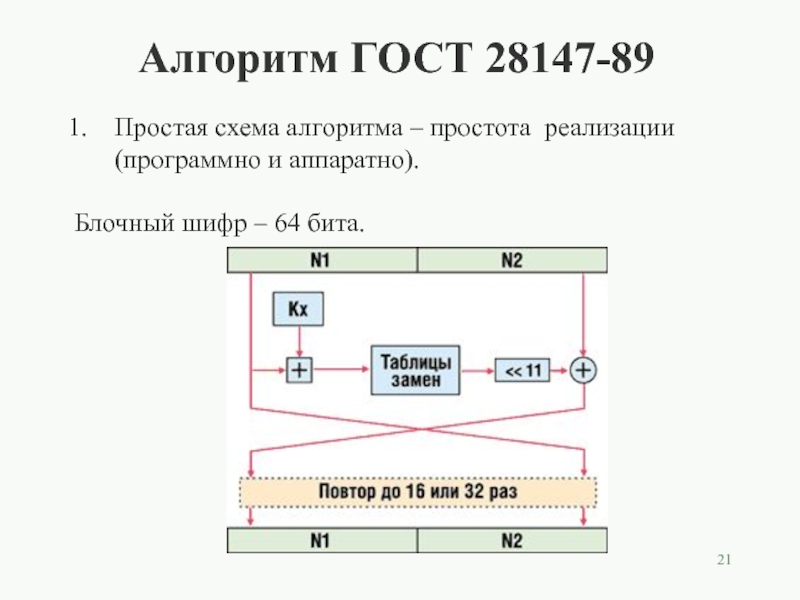 Алгоритм ГОСТ 28147-89
1. Простая схема алгоритма – простота реализации
(программно и аппаратно).
Блочный шифр – 64 бита.
N1 N2
Кх
+ Таблицы замен << 11 +
Повтор до 16 или 32 раз
N1 N2
21